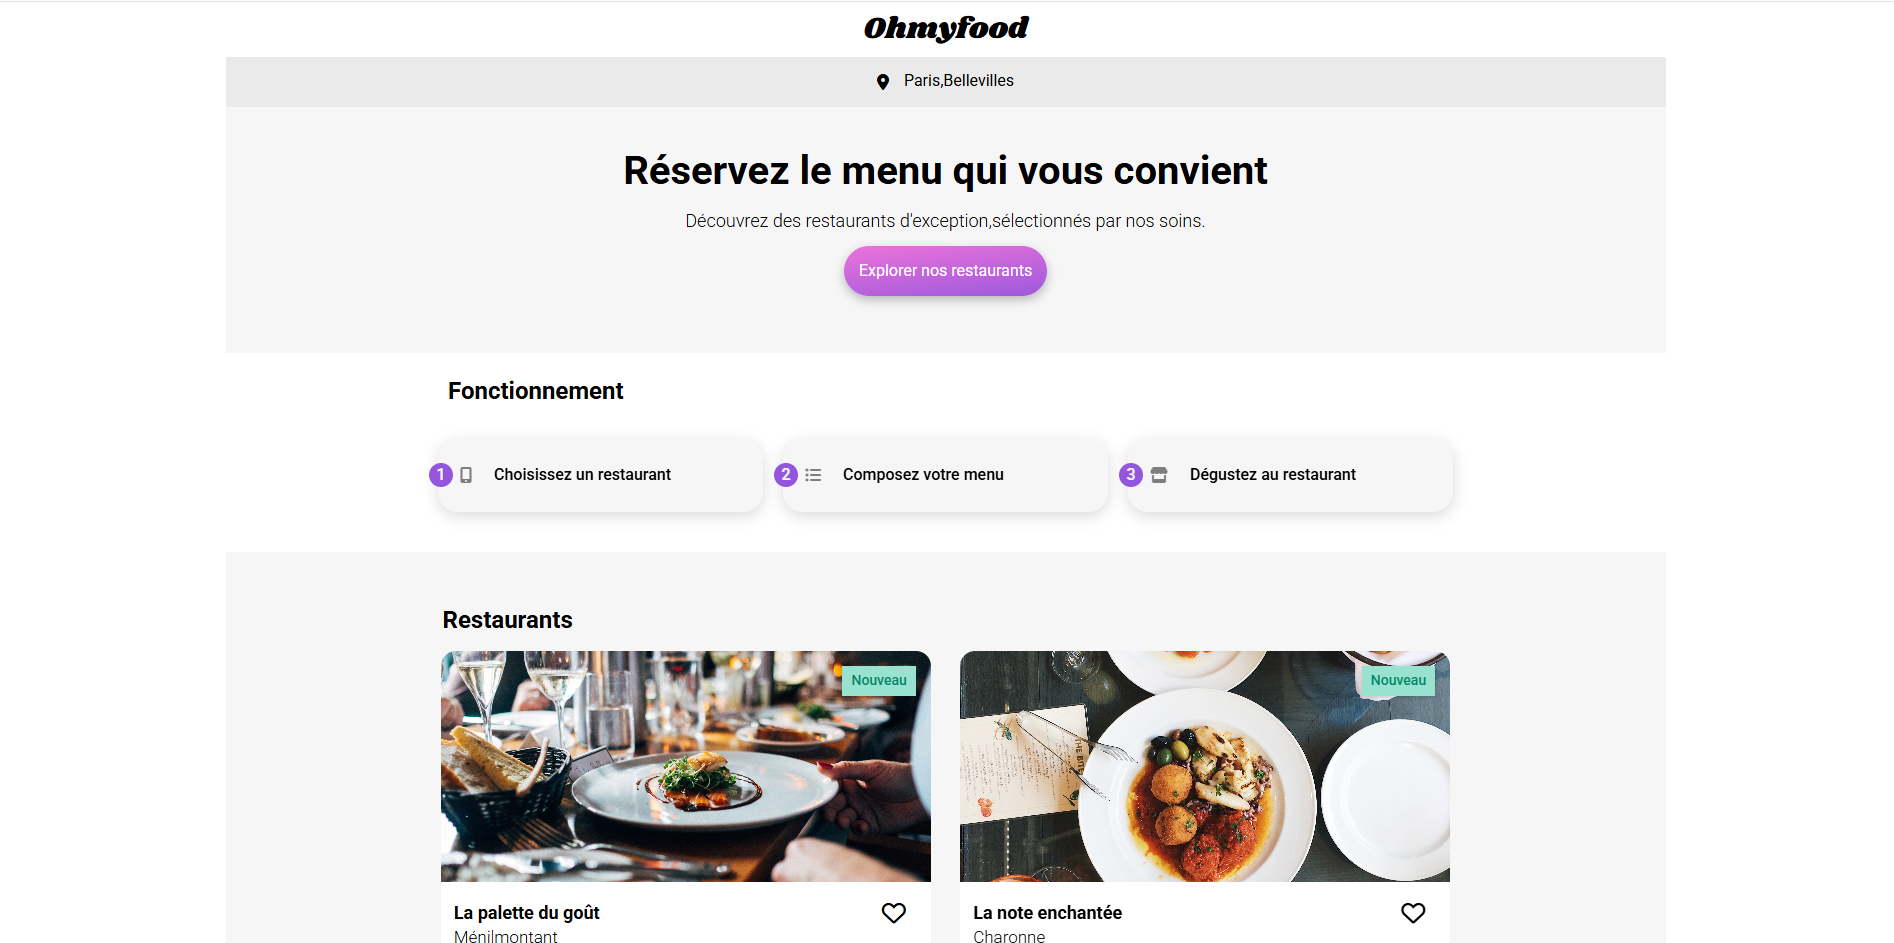 Ohmyfood
Paris,Bellevilles
Réservez le menu qui vous convient
Découvrez des restaurants d'exception,sélectionnés par nos soins.
Explorer nos restaurants
Fonctionnement
1 Choisissez un restaurant
2 Composez votre menu
3 Dégustez au restaurant
Restaurants
Nouveau
Nouveau
La palette du goût
Ménilmontant
La note enchantée
Charonne